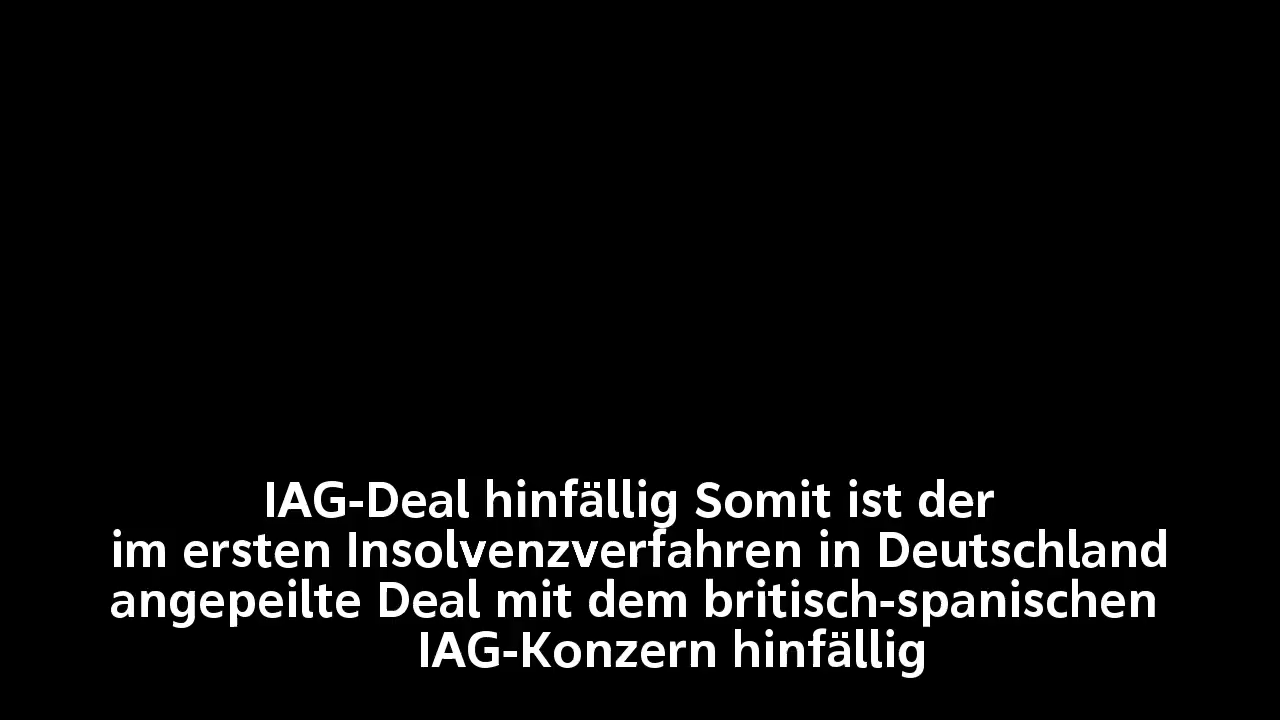 IAG-Deal hinfällig Somit ist der
im ersten Insolvenzverfahren in Deutschland
angepeilte Deal mit dem britisch-spanischen
IAG-Konzern hinfällig